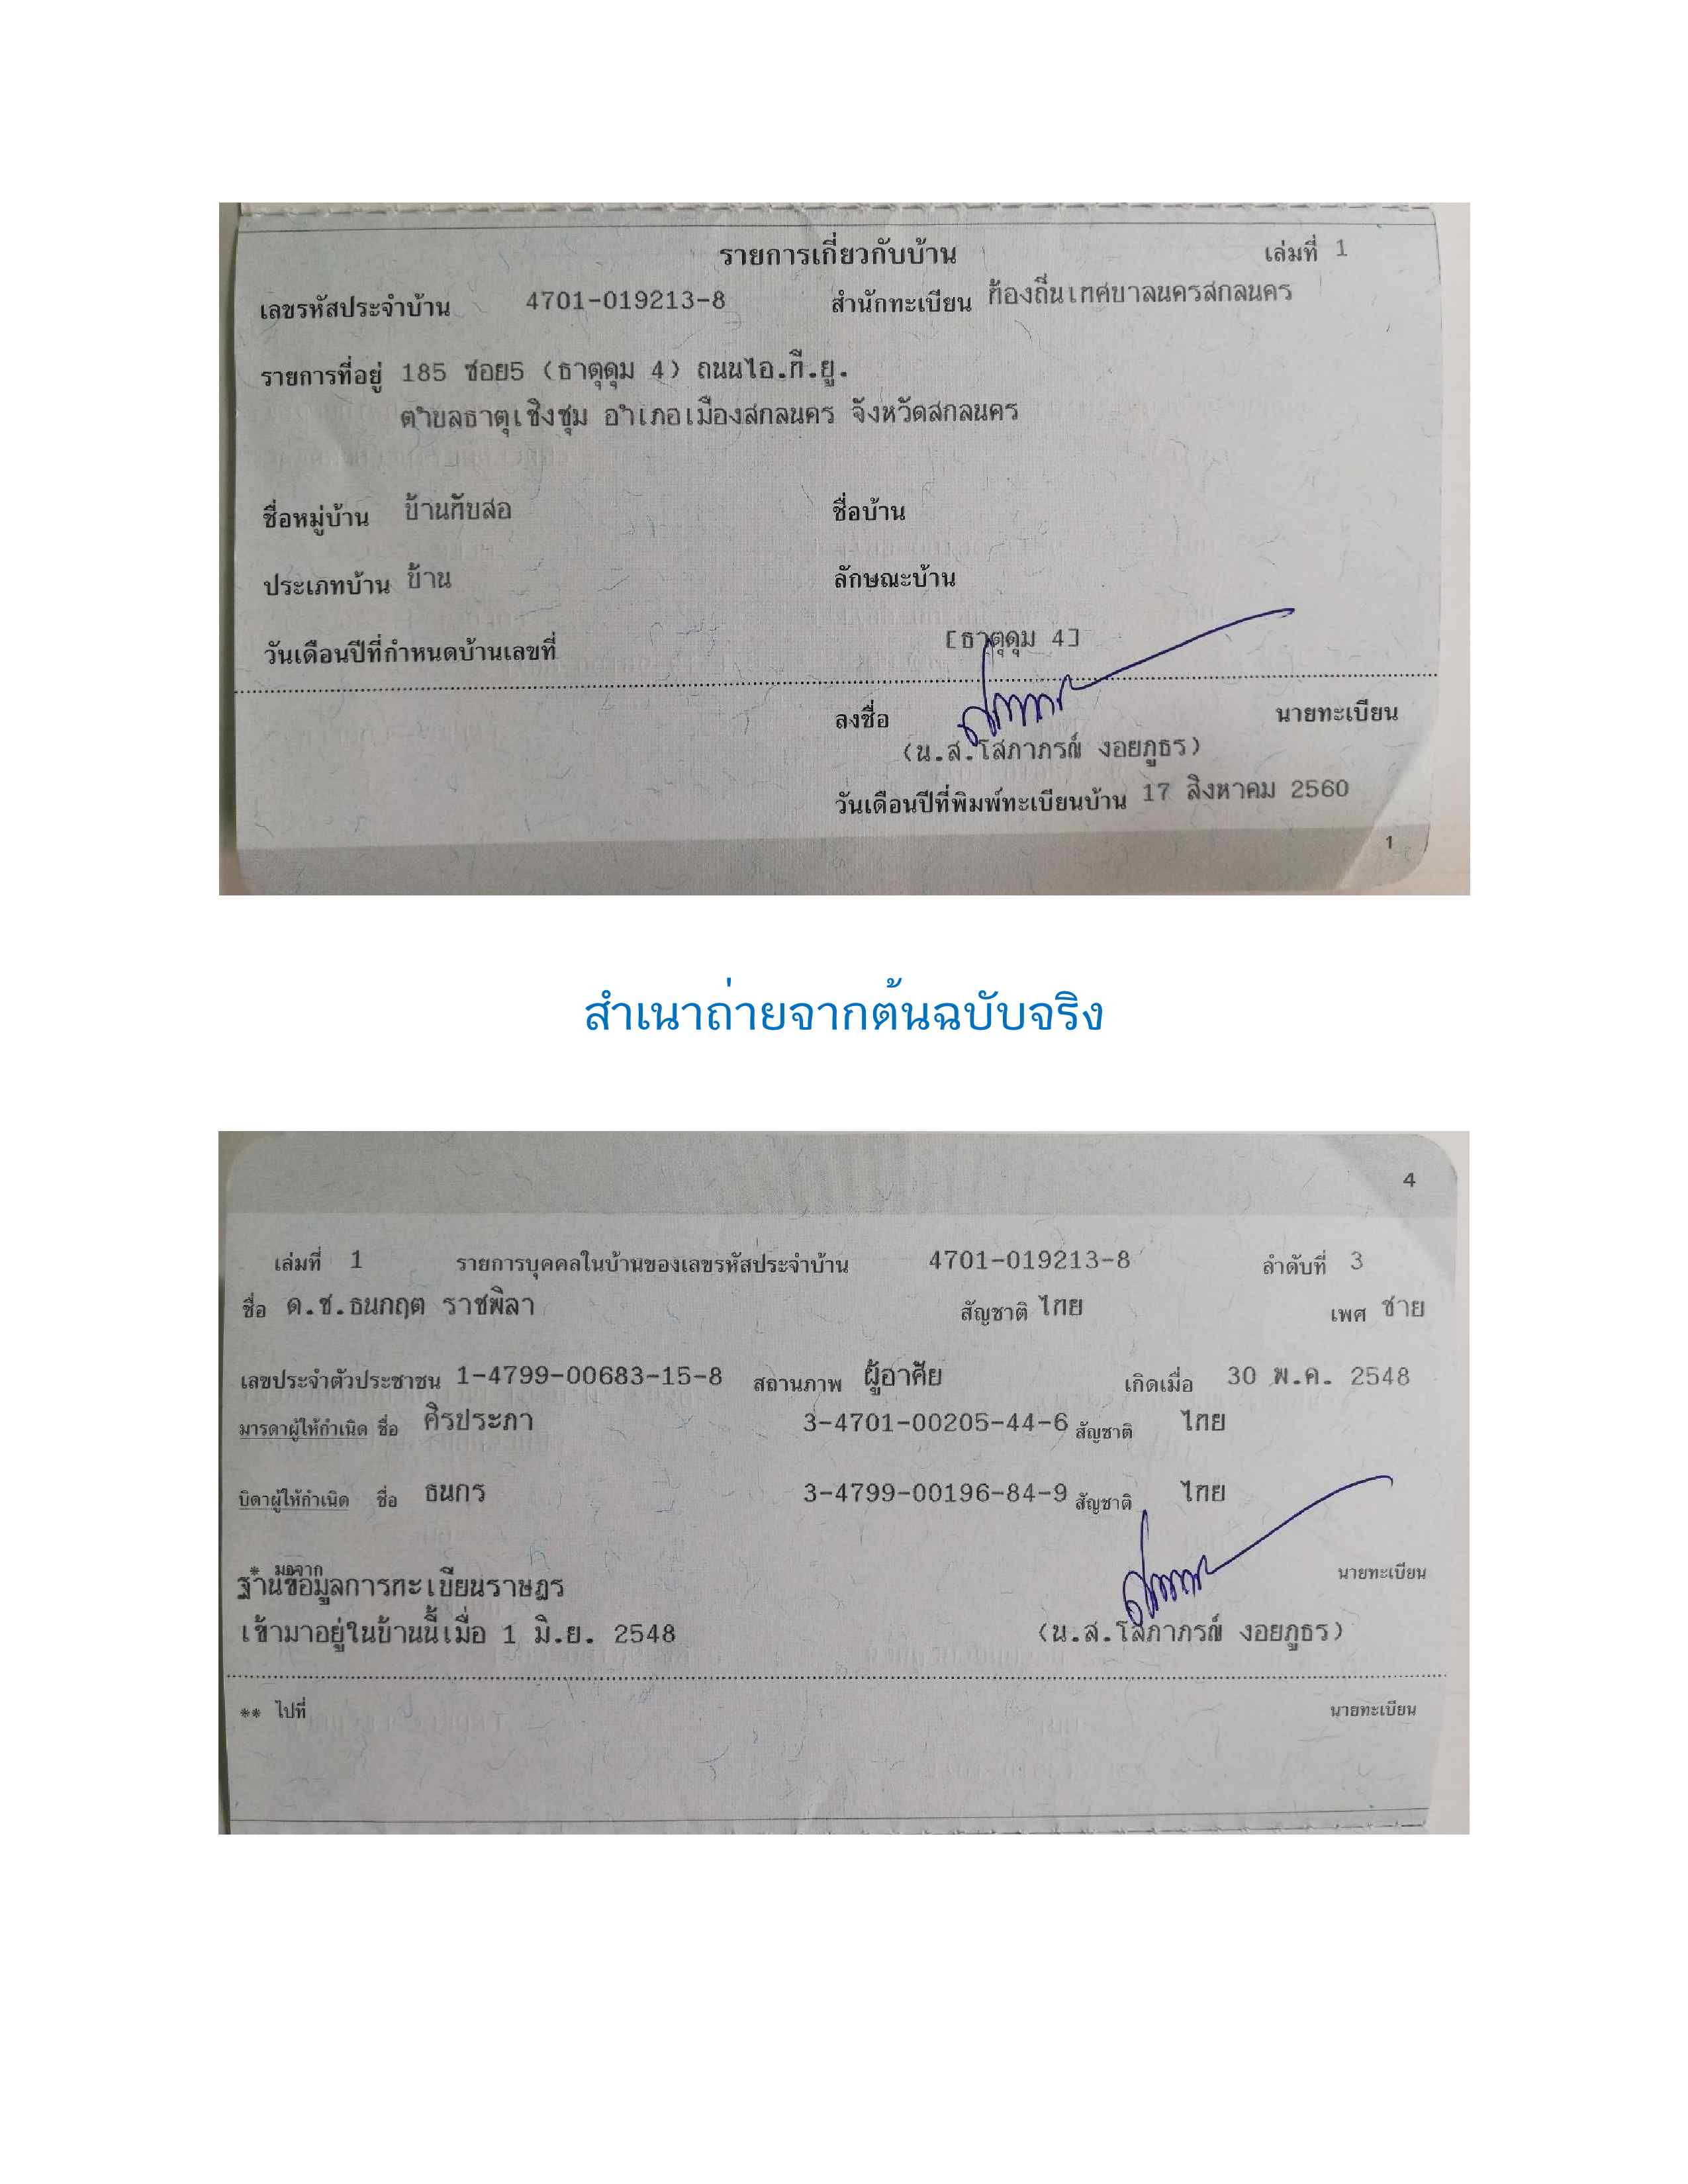 รายการเกี่ยวกับบ้าน เล่มที่ 1
เลขรหัสประจำบ้าน 4701-019213-8 สำนักทะเบียน ท้องถิ่นเทศบาลนครสกลนคร
รายการที่อยู่ 185 ซอย5 (ธาตุดุม 4) ถนนไอ.ที.ยู.
ตำบลธาตุเชิงชุม อำเภอเมืองสกลนคร จังหวัดสกลนคร
ชื่อหมู่บ้าน บ้านทับสอ ชื่อบ้าน
ประเภทบ้าน บ้าน ลักษณะบ้าน
วันเดือนปีที่กำหนดบ้านเลขที่ [ธาตุดุม 4]
ลงชื่อ นายทะเบียน
(น.ส.โสภาภรณ์ งอยภูธร)
วันเดือนปีที่พิมพ์ทะเบียนบ้าน 17 สิงหาคม 2560
1
สำเนาถ่ายจากต้นฉบับจริง
4
เล่มที่ 1 รายการบุคคลในบ้านของเลขรหัสประจำบ้าน 4701-019213-8 ลำดับที่ 3
ชื่อ ด.ช.ธนกฤต ราชพิลา สัญชาติ ไทย เพศ ชาย
เลขประจำตัวประชาชน 1-4799-00683-15-8 สถานภาพ ผู้อาศัย เกิดเมื่อ 30 พ.ค. 2548
มารดาผู้ให้กำเนิด ชื่อ ศิรประภา 3-4701-00205-44-6 สัญชาติ ไทย
บิดาผู้ให้กำเนิด ชื่อ ธนกร 3-4799-00196-84-9 สัญชาติ ไทย
* มาจาก นายทะเบียน
ฐานข้อมูลการทะเบียนราษฎร
เข้ามาอยู่ในบ้านนี้เมื่อ 1 มิ.ย. 2548 (น.ส.โสภาภรณ์ งอยภูธร)
** ไปที่ นายทะเบียน